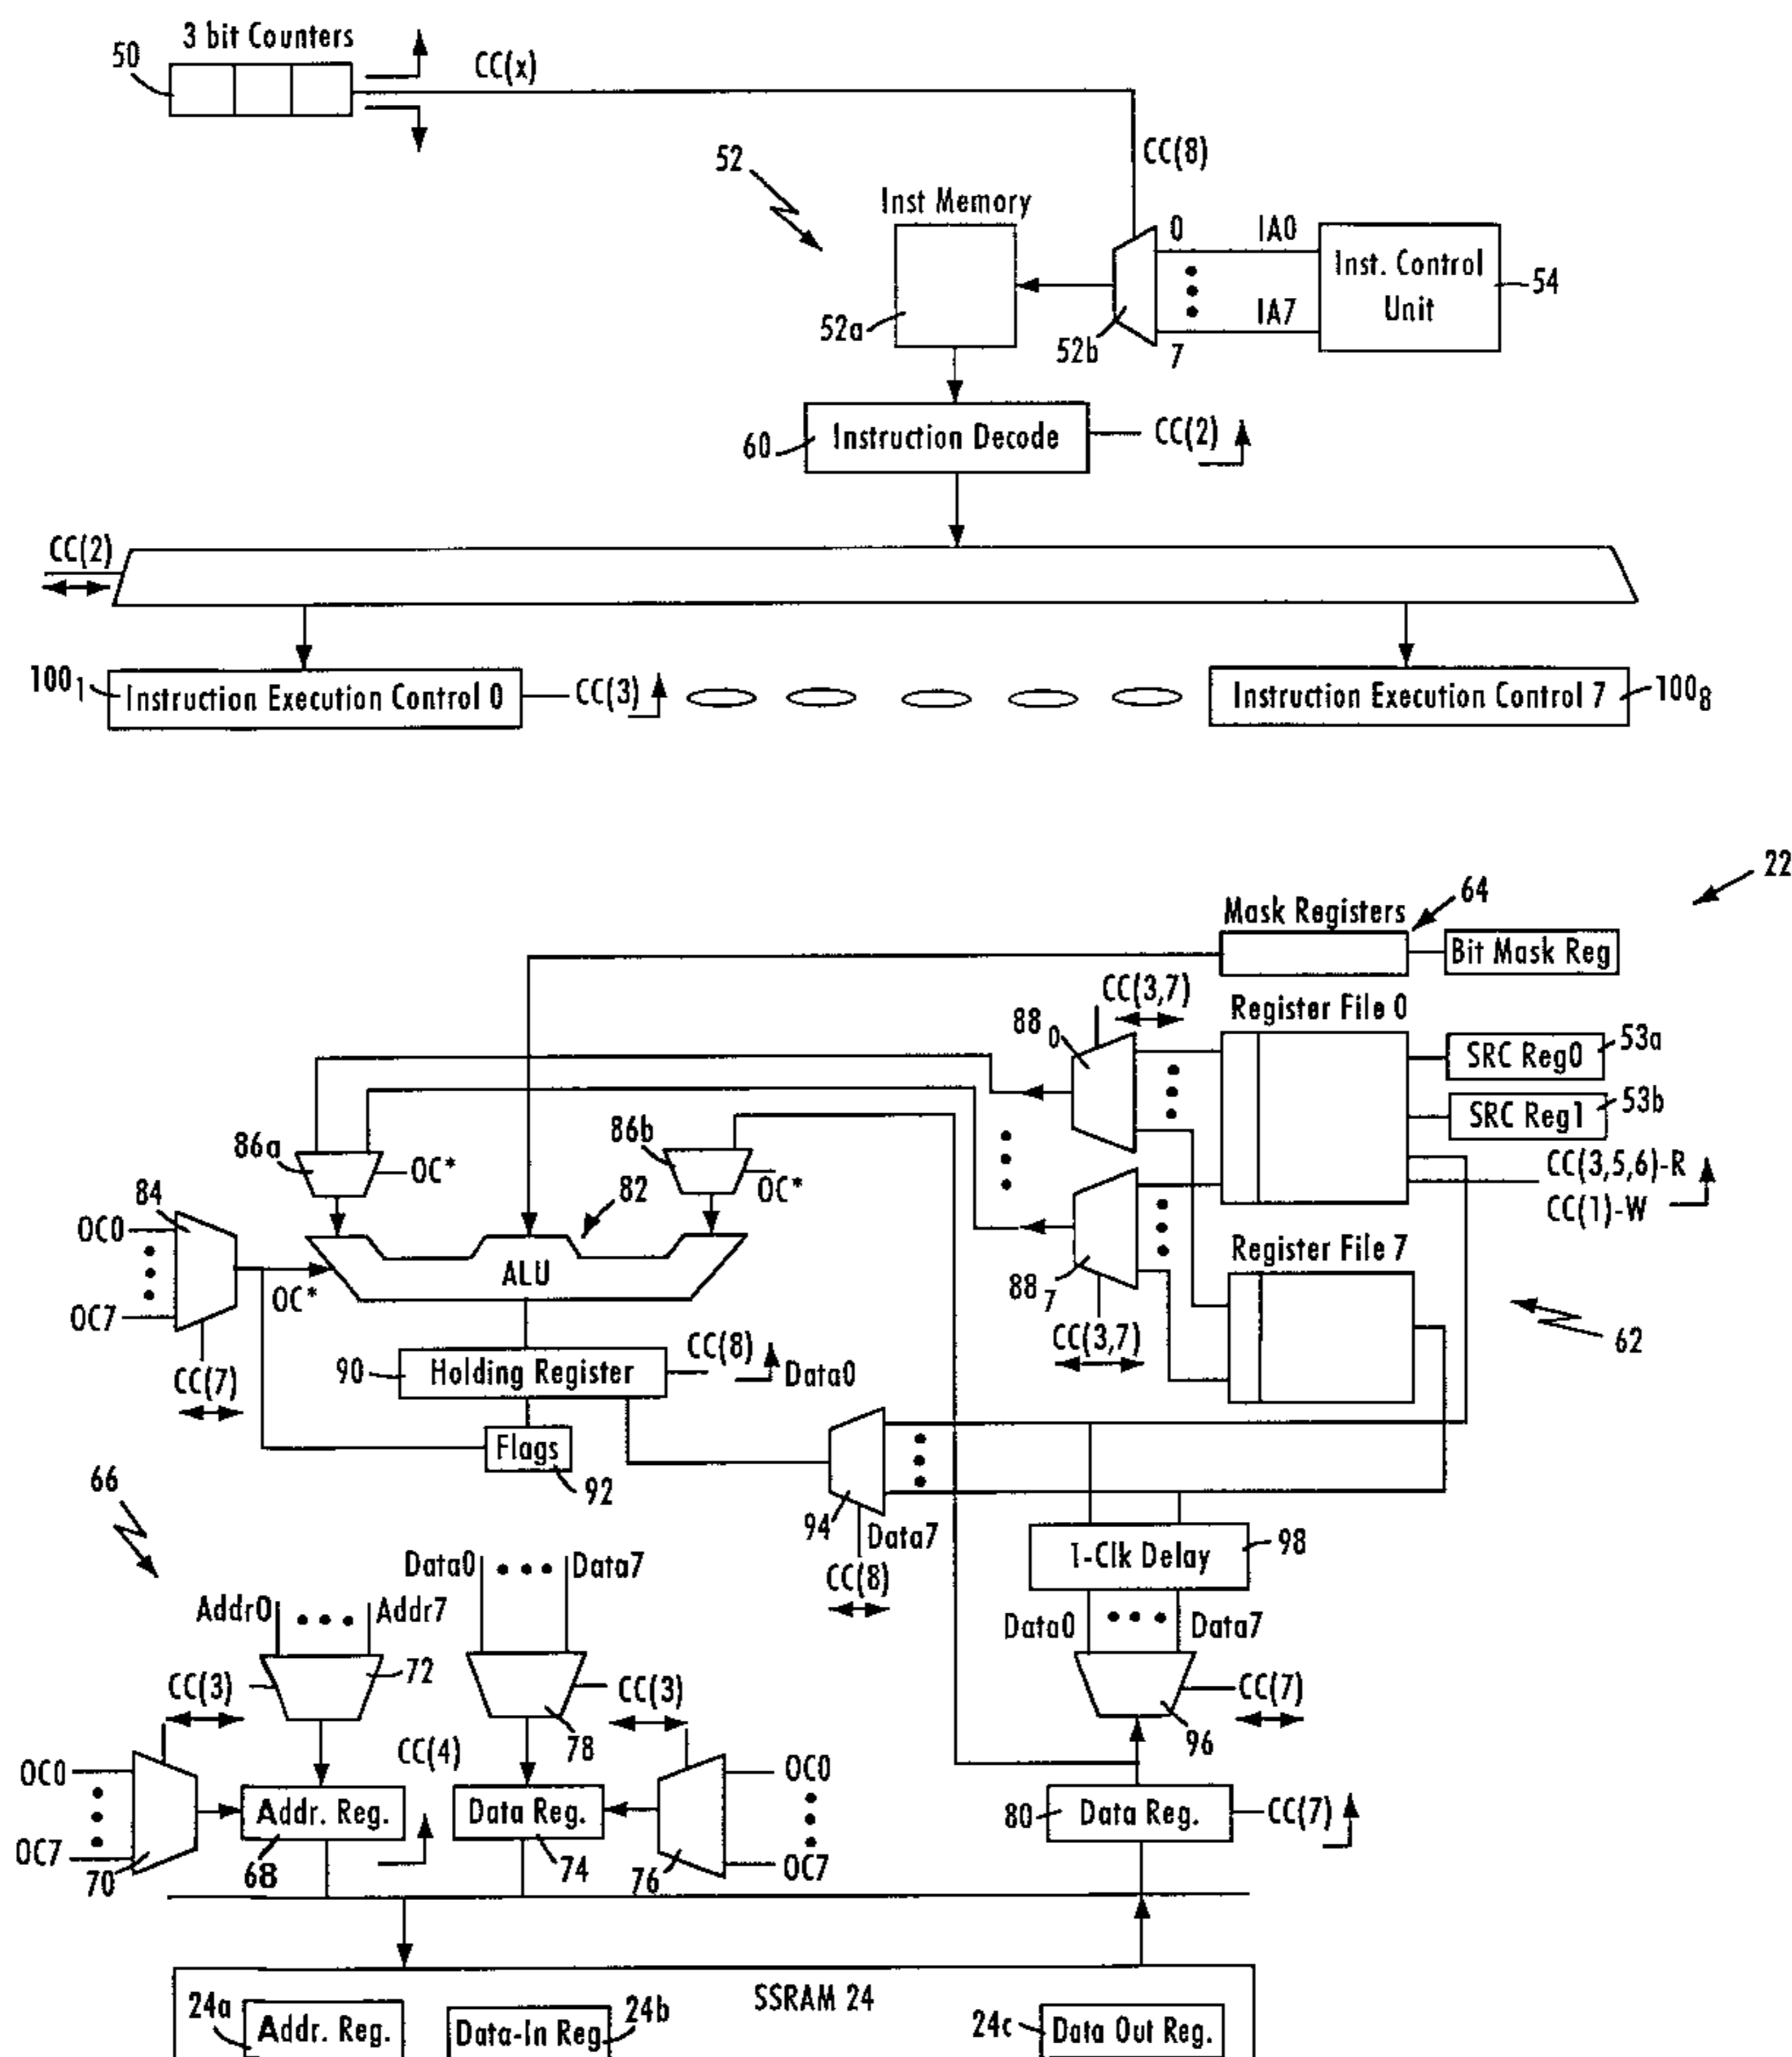 3 bit Counters
50
CC(x)
CC(8)
52
Inst Memory
0
IA0
Inst. Control
Unit
54
IA7
7
52a
52b
60
Instruction Decode
CC(2)
CC(2)
100 1
Instruction Execution Control 0
CC(3)
Instruction Execution Control 7
100 8
22
64
Mask Registers
Bit Mask Reg
CC(3,7)
Register File 0
88 0
SRC Reg0
53a
SRC Reg1
53b
86a
OC*
86b
OC*
82
CC(3,5,6)-R
CC(1)-W
84
OC0
OC7
OC*
ALU
Register File 7
88 7
CC(3,7)
62
CC(7)
90
Holding Register
CC(8)
Data0
Flags
92
94
Data7
CC(8)
1-Clk Delay
98
66
Data0
Data7
Addr0
Addr7
Data0
Data7
72
CC(3)
78
CC(3)
CC(7)
96
CC(4)
OC0
OC7
70
Addr. Reg.
68
Data Reg.
74
76
OC0
OC7
80
Data Reg.
CC(7)
SSRAM 24
24a
Addr. Reg.
Data-In Reg
24b
24c
Data Out Reg.